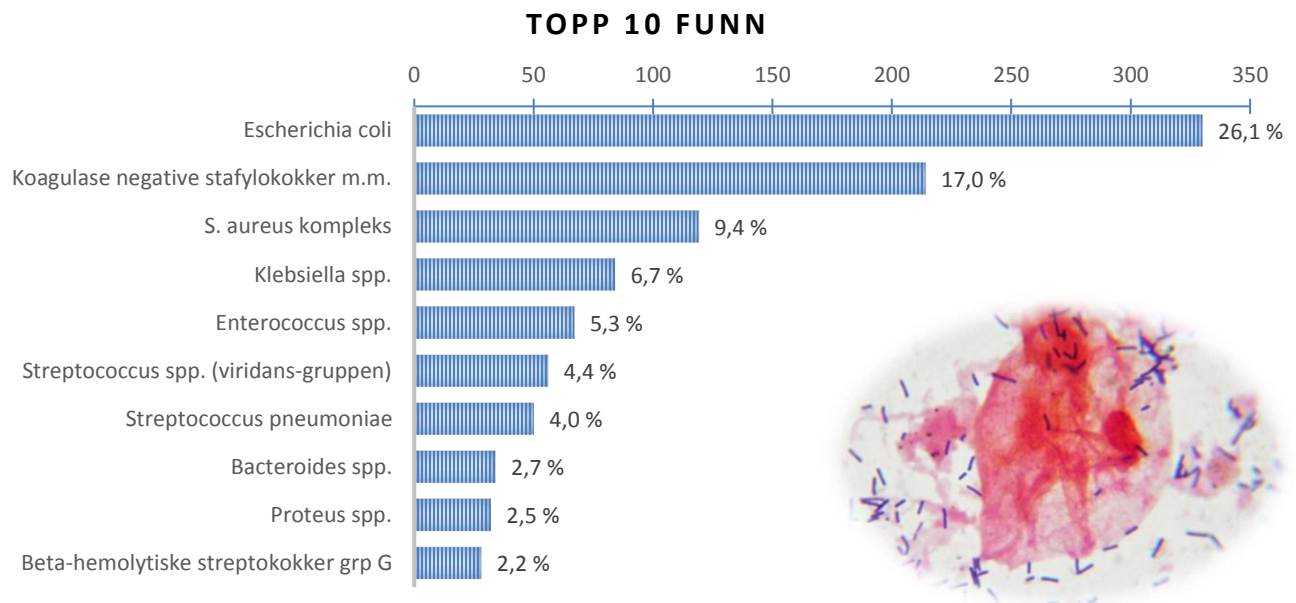 TOPP 10 FUNN
0 50 100 150 200 250 300 350
Escherichia coli 26,1 %
Koagulase negative stafylokokker m.m. 17,0 %
S. aureus kompleks 9,4 %
Klebsiella spp. 6,7 %
Enterococcus spp. 5,3 %
Streptococcus spp. (viridans-gruppen) 4,4 %
Streptococcus pneumoniae 4,0 %
Bacteroides spp. 2,7 %
Proteus spp. 2,5 %
Beta-hemolytiske streptokokker grp G 2,2 %